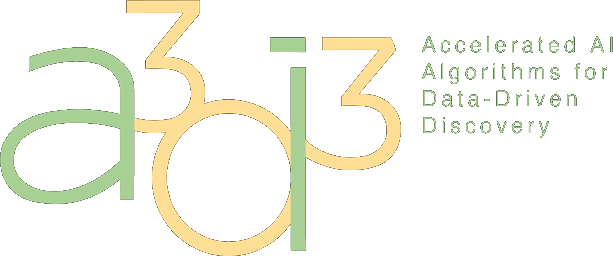 a3d3
Accelerated AI
Algorithms for
Data-Driven
Discovery